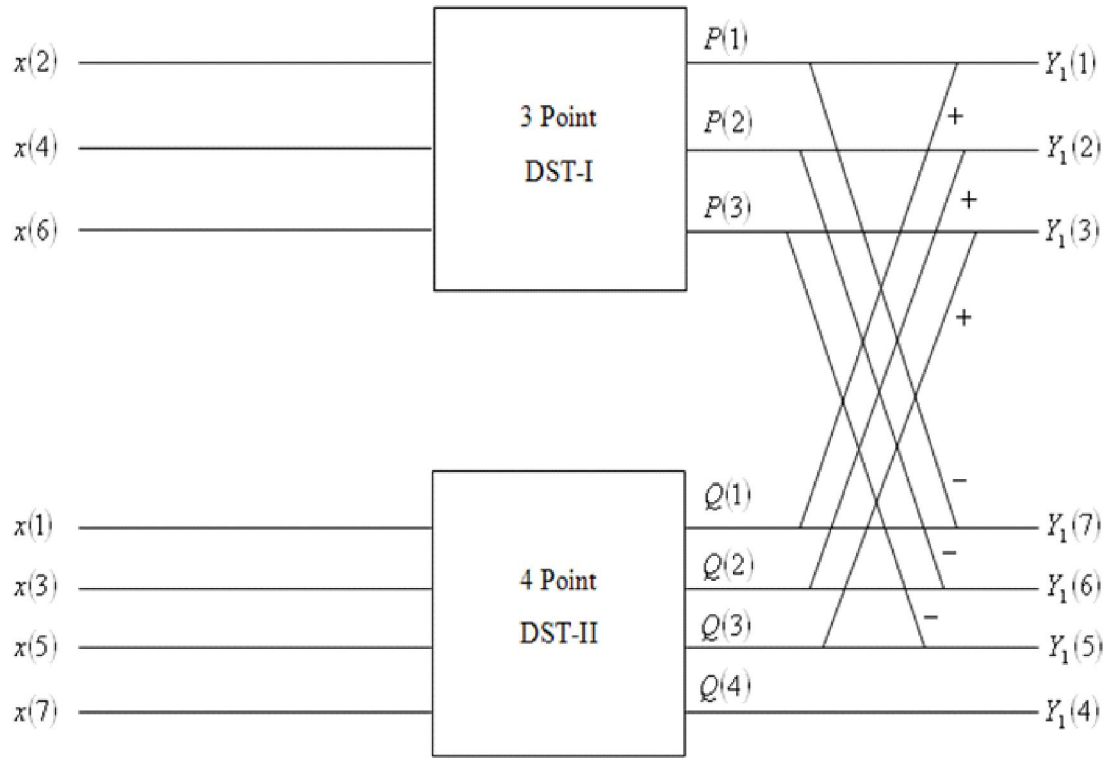 P(1)
x(2)
Y₁(1)
3 Point
+
P(2)
x(4)
Y₁(2)
DST-I
+
P(3)
x(6)
Y₁(3)
+
Q(1)
−
x(1)
Y₁(7)
Q(2)
−
x(3)
4 Point
Y₁(6)
Q(3)
−
x(5)
DST-II
Y₁(5)
Q(4)
x(7)
Y₁(4)